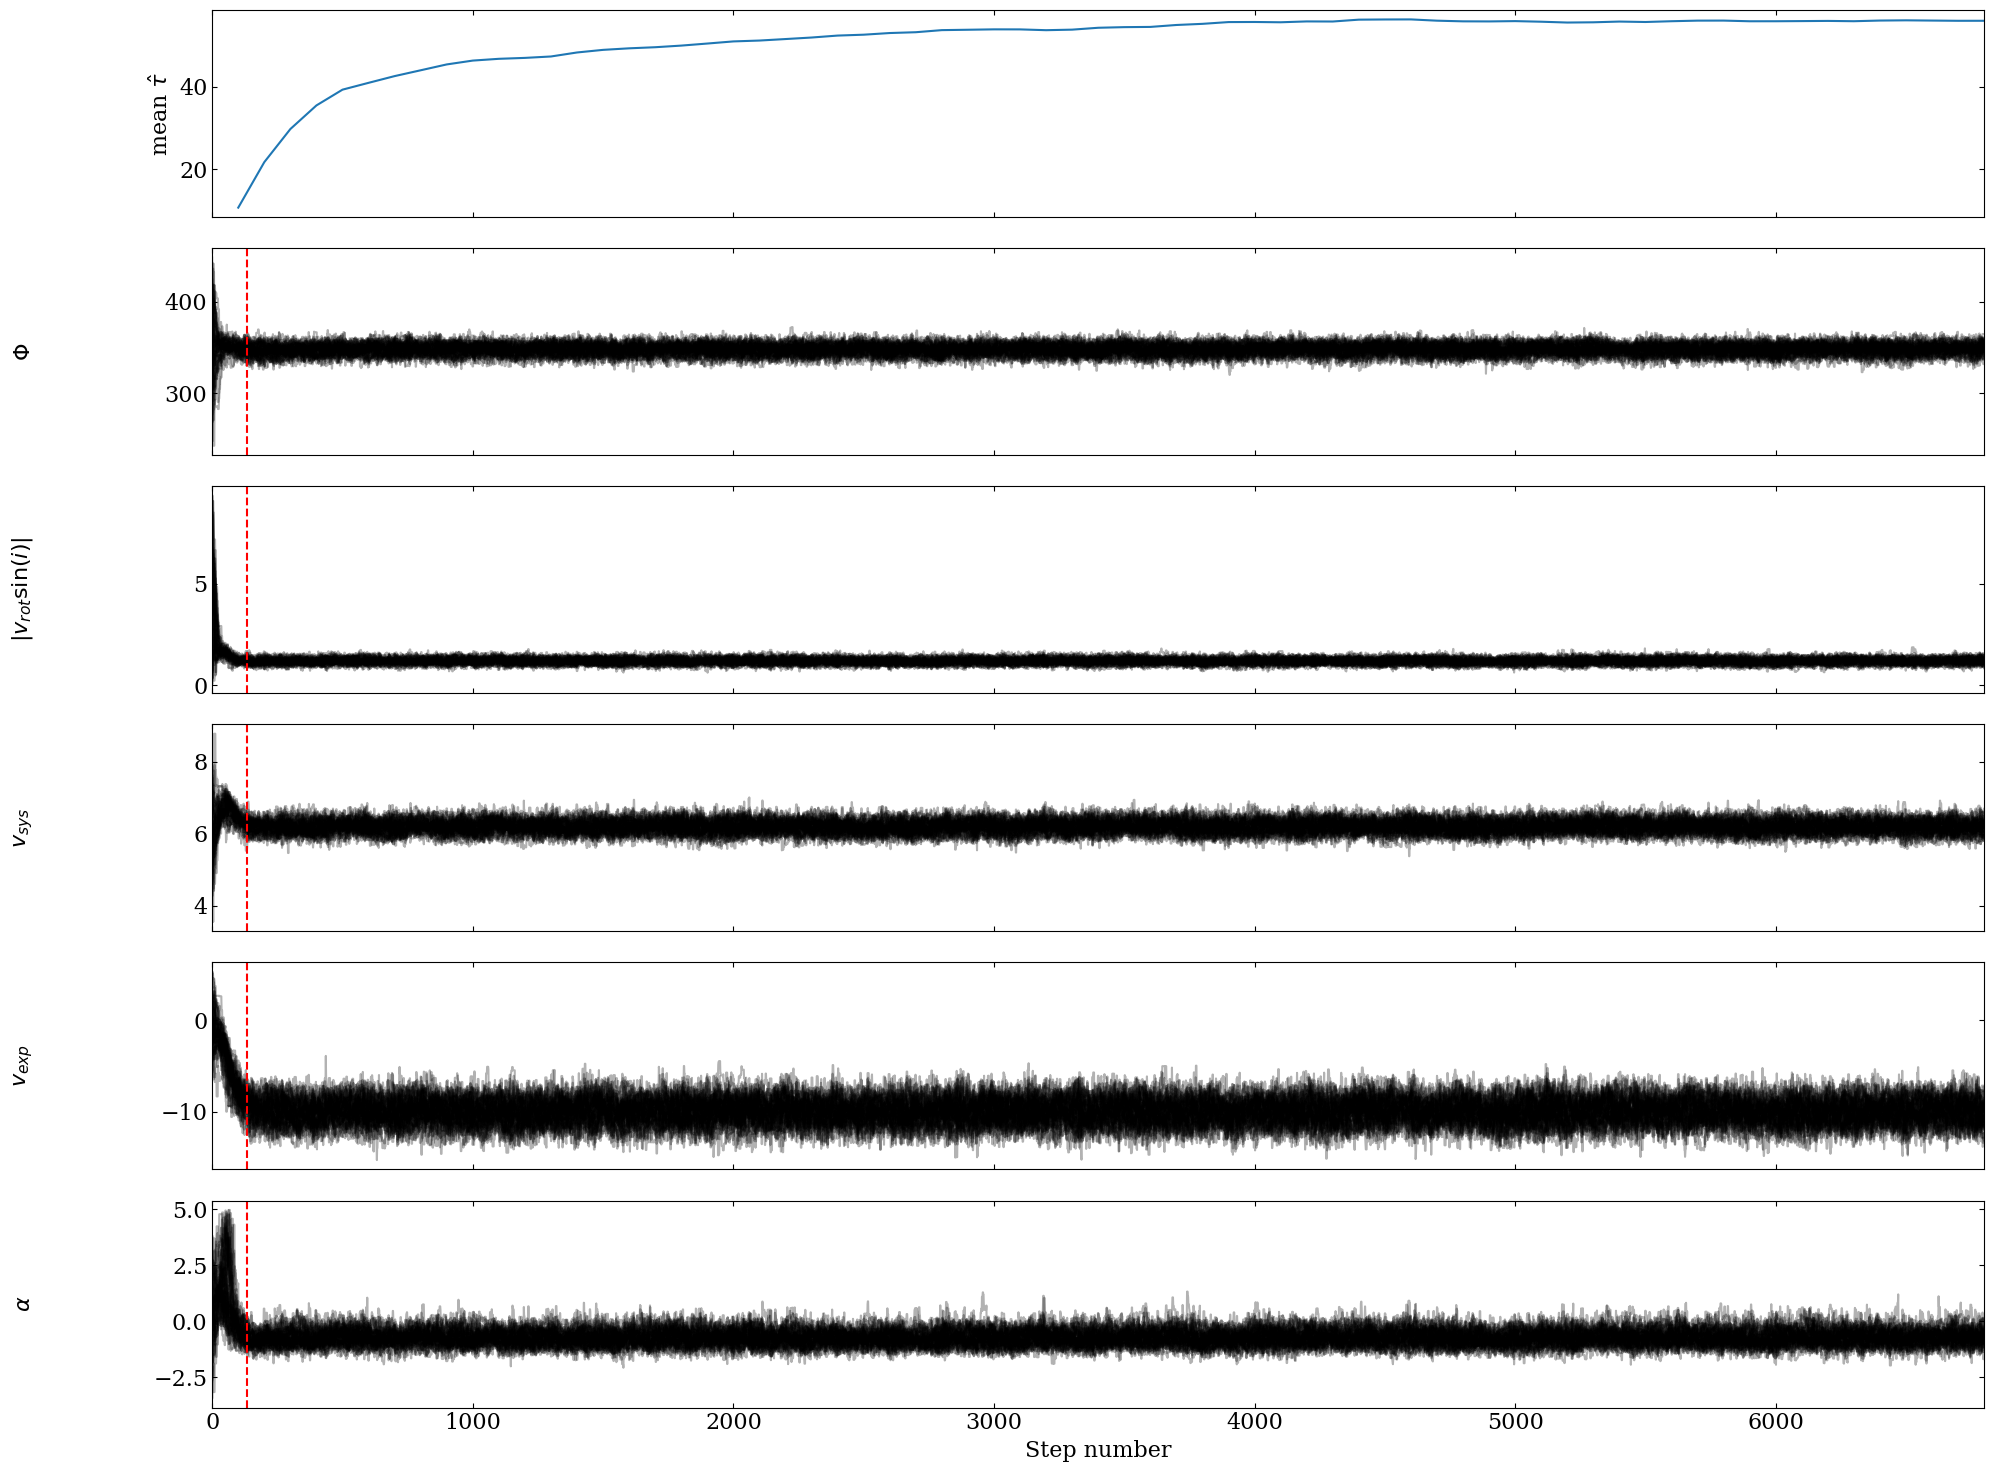 mean τ̂
40
20
Φ
400
300
|v_rot sin(i)|
5
0
v_sys
8
6
4
v_exp
0
−10
α
5.0
2.5
0.0
−2.5
0 1000 2000 3000 4000 5000 6000
Step number